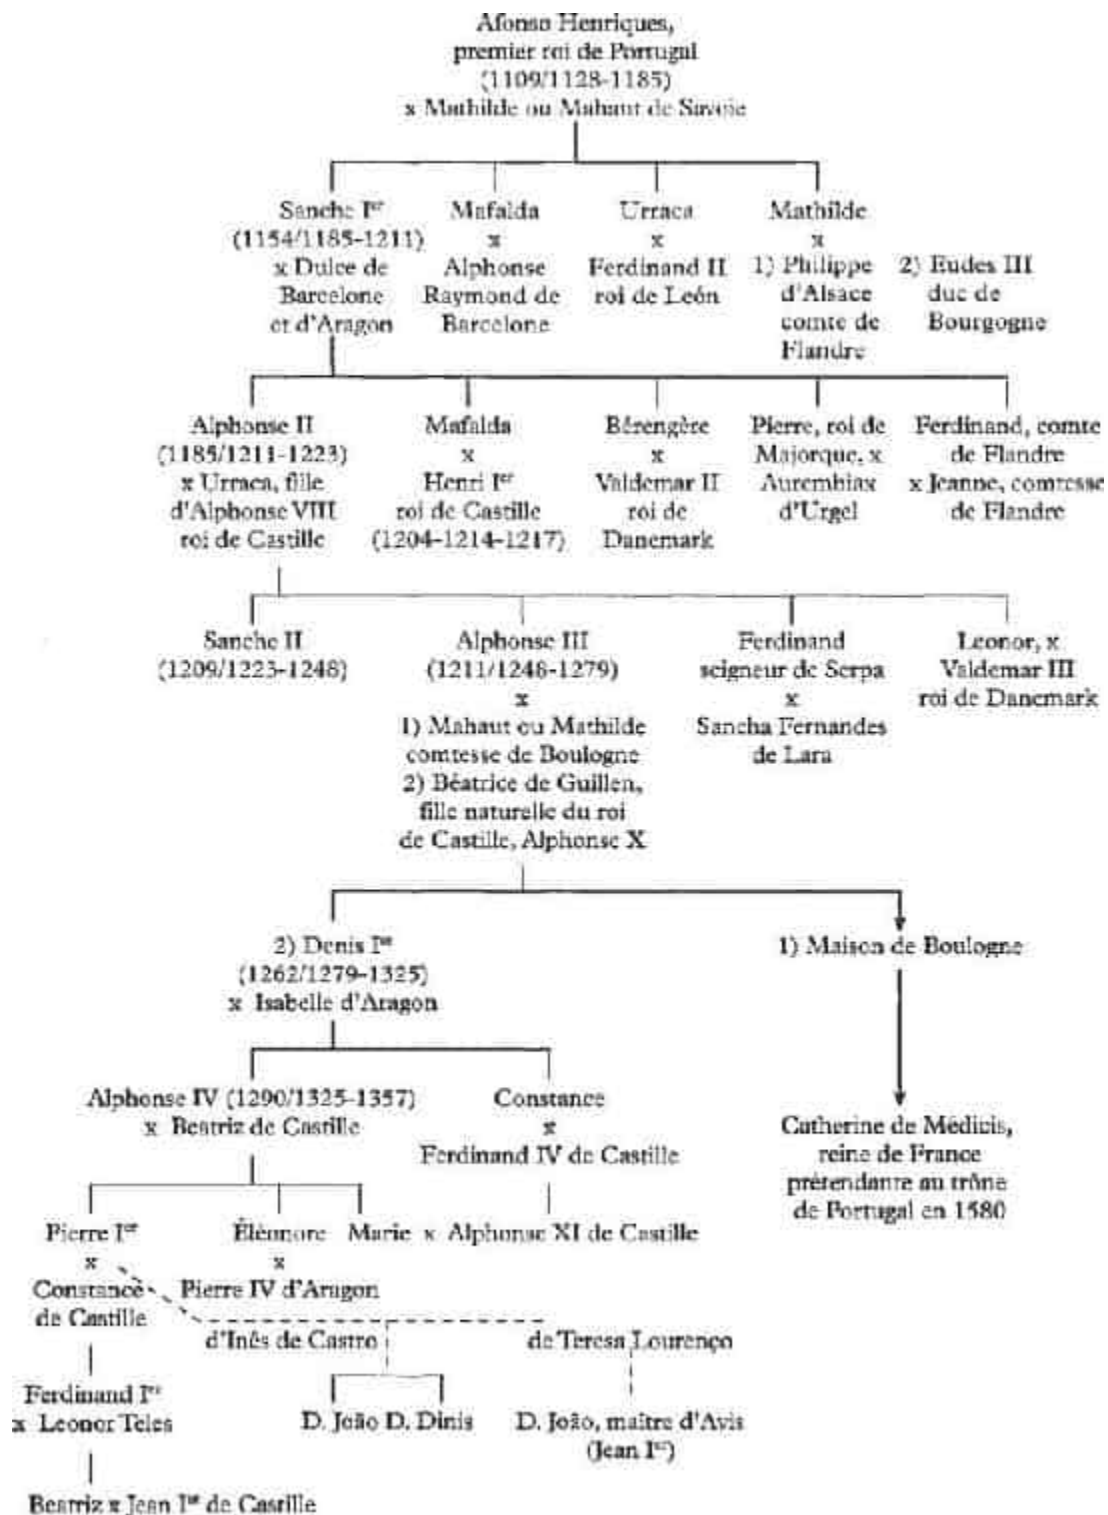 Afonso Henriques,
premier roi de Portugal
(1109/1128-1185)
x Mathilde ou Mahaut de Savoie
Sanche Iᵉʳ
(1154/1185-1211)
x Dulce de
Barcelone
et d'Aragon
Mafalda
x
Alphonse
Raymond de
Barcelone
Urraca
x
Ferdinand II
roi de León
Mathilde
x
1) Philippe
d'Alsace
comte de
Flandre
2) Eudes III
duc de
Bourgogne
Alphonse II
(1185/1211-1223)
x Urraca, fille
d'Alphonse VIII
roi de Castille
Mafalda
x
Henri Iᵉʳ
roi de Castille
(1204-1214-1217)
Bérengère
x
Valdemar II
roi de
Danemark
Pierre, roi de
Majorque, x
Aurembiax
d'Urgel
Ferdinand, comte
de Flandre
x Jeanne, comtesse
de Flandre
Sanche II
(1209/1223-1248)
Alphonse III
(1211/1248-1279)
x
1) Mahaut ou Mathilde
comtesse de Boulogne
2) Béatrice de Guillen,
fille naturelle du roi
de Castille, Alphonse X
Ferdinand
seigneur de Serpa
x
Sancha Fernandes
de Lara
Leonor, x
Valdemar III
roi de Danemark
2) Denis Iᵉʳ
(1262/1279-1325)
x Isabelle d'Aragon
1) Maison de Boulogne
Alphonse IV (1290/1325-1357)
x Beatriz de Castille
Constance
x
Ferdinand IV de Castille
Catherine de Médicis,
reine de France
prétendante au trône
de Portugal en 1580
Pierre Iᵉʳ
x
Constance
de Castille
Éléonore
x
Pierre IV d'Aragon
Marie x Alphonse XI de Castille
d'Inês de Castro
de Teresa Lourenço
Ferdinand Iᵉʳ
x Leonor Teles
D. João D. Dinis
D. João, maître d'Avis
(Jean Iᵉʳ)
Beatriz x Jean Iᵉʳ de Castille